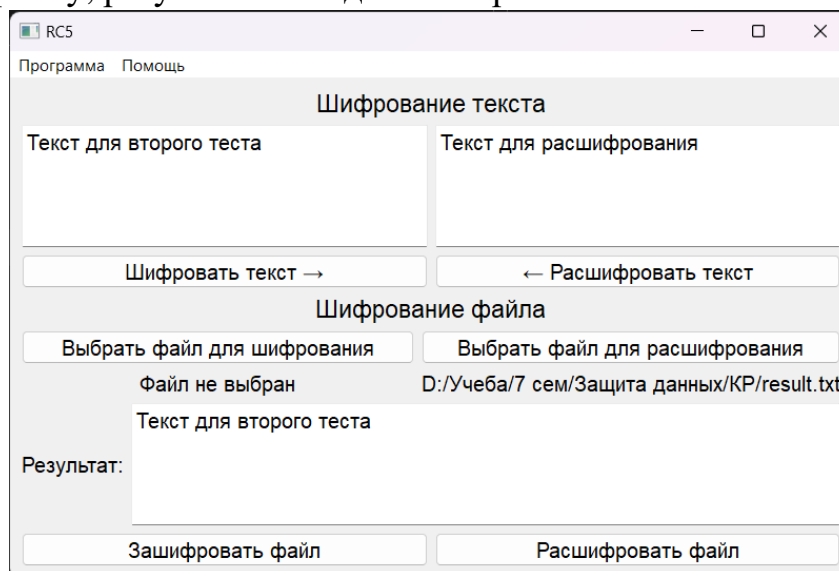 RC5
Программа Помощь
Шифрование текста
Текст для второго теста
Текст для расшифрования
Шифровать текст →
← Расшифровать текст
Шифрование файла
Выбрать файл для шифрования
Выбрать файл для расшифрования
Файл не выбран
D:/Учеба/7 сем/Защита данных/КР/result.txt
Результат:
Текст для второго теста
Зашифровать файл
Расшифровать файл